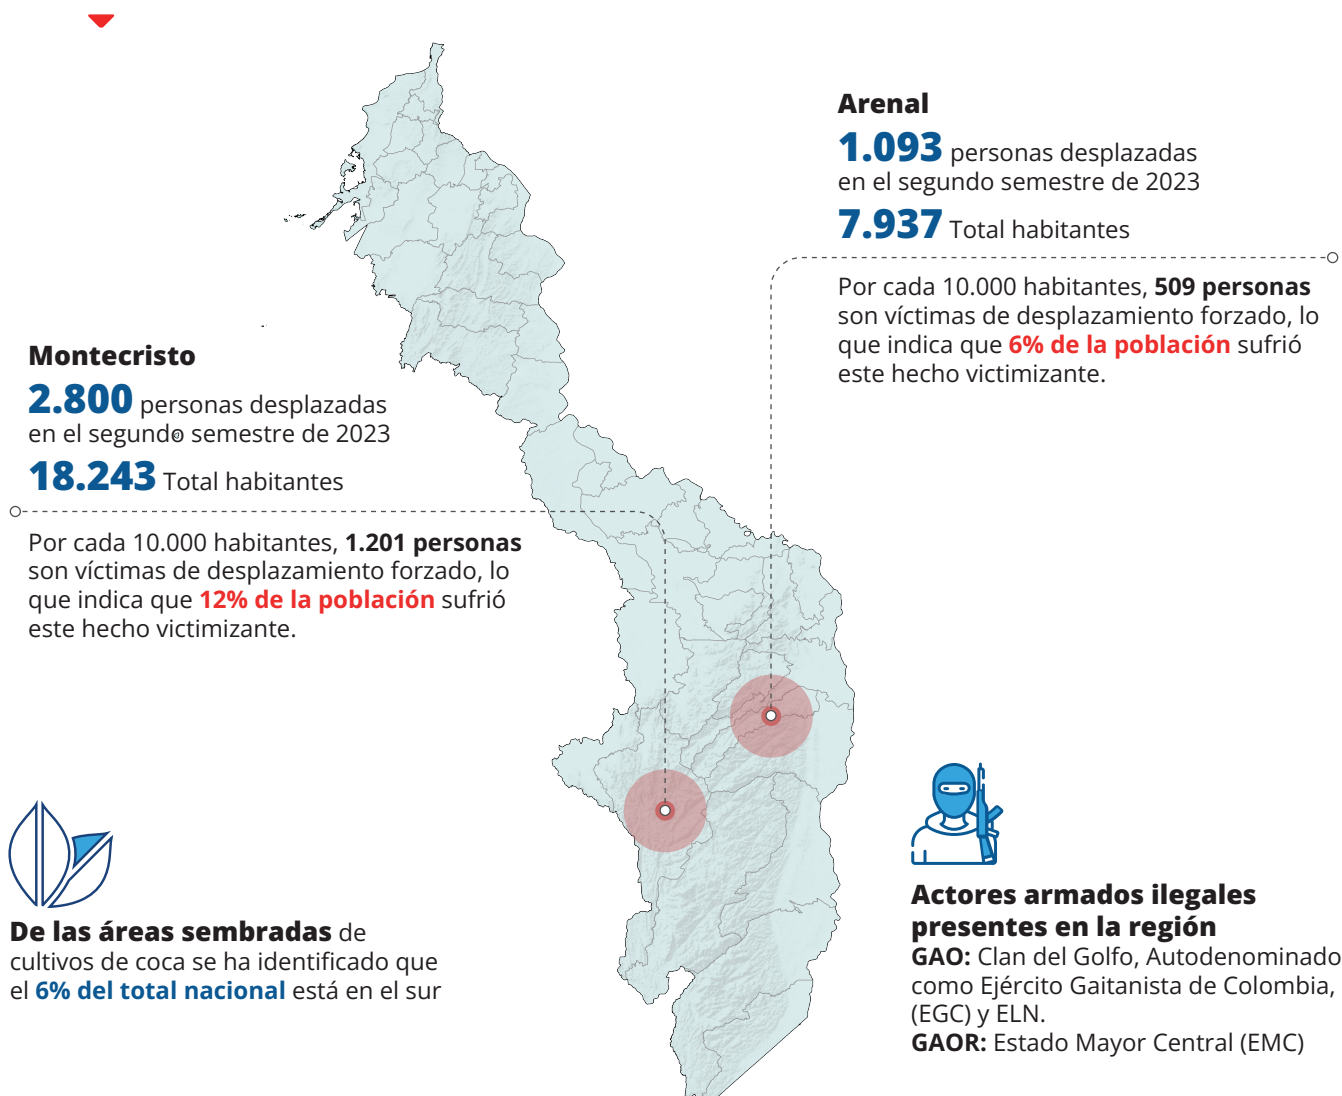 Arenal
1.093 personas desplazadas
en el segundo semestre de 2023
7.937 Total habitantes
Por cada 10.000 habitantes, 509 personas
son víctimas de desplazamiento forzado, lo
que indica que 6% de la población sufrió
este hecho victimizante.
Montecristo
2.800 personas desplazadas
en el segundo semestre de 2023
18.243 Total habitantes
Por cada 10.000 habitantes, 1.201 personas
son víctimas de desplazamiento forzado, lo
que indica que 12% de la población sufrió
este hecho victimizante.
De las áreas sembradas de
cultivos de coca se ha identificado que
el 6% del total nacional está en el sur
Actores armados ilegales
presentes en la región
GAO: Clan del Golfo, Autodenominado
como Ejército Gaitanista de Colombia,
(EGC) y ELN.
GAOR: Estado Mayor Central (EMC)